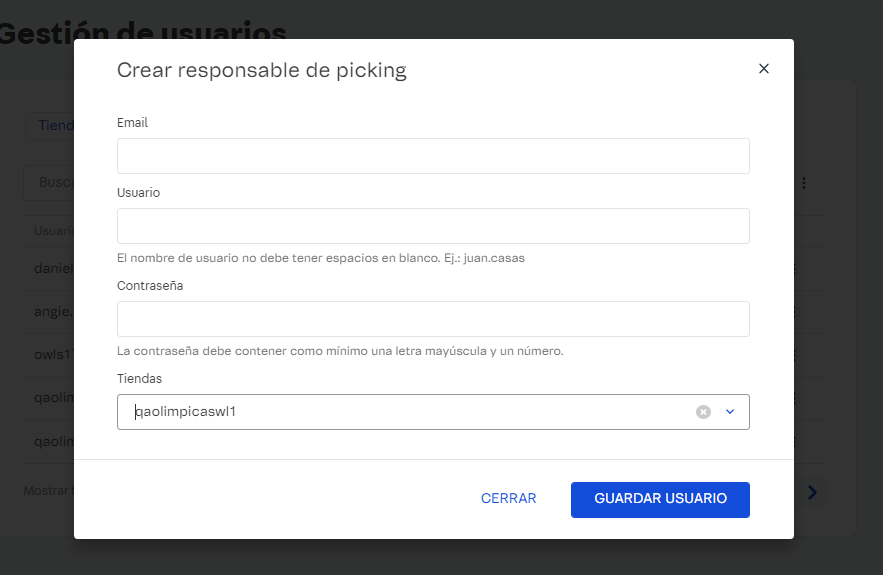 Gestión de usuarios
Crear responsable de picking
Email
Tiend
Busca
Usuario
Usuari
El nombre de usuario no debe tener espacios en blanco. Ej.: juan.casas
daniel
Contraseña
angie.
La contraseña debe contener como mínimo una letra mayúscula y un número.
owls11
Tiendas
qaolim
qaolimpicaswl1
qaolim
Mostrar
CERRAR
GUARDAR USUARIO